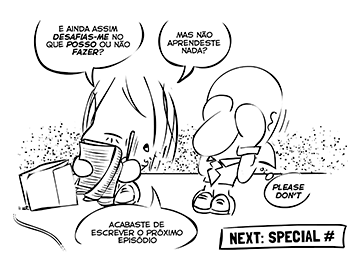 E AINDA ASSIM
DESAFIAS-ME NO
QUE POSSO OU NÃO
FAZER?
MAS NÃO
APRENDESTE
NADA?
PLEASE
DON'T
ACABASTE DE
ESCREVER O PRÓXIMO
EPISÓDIO
NEXT: SPECIAL #